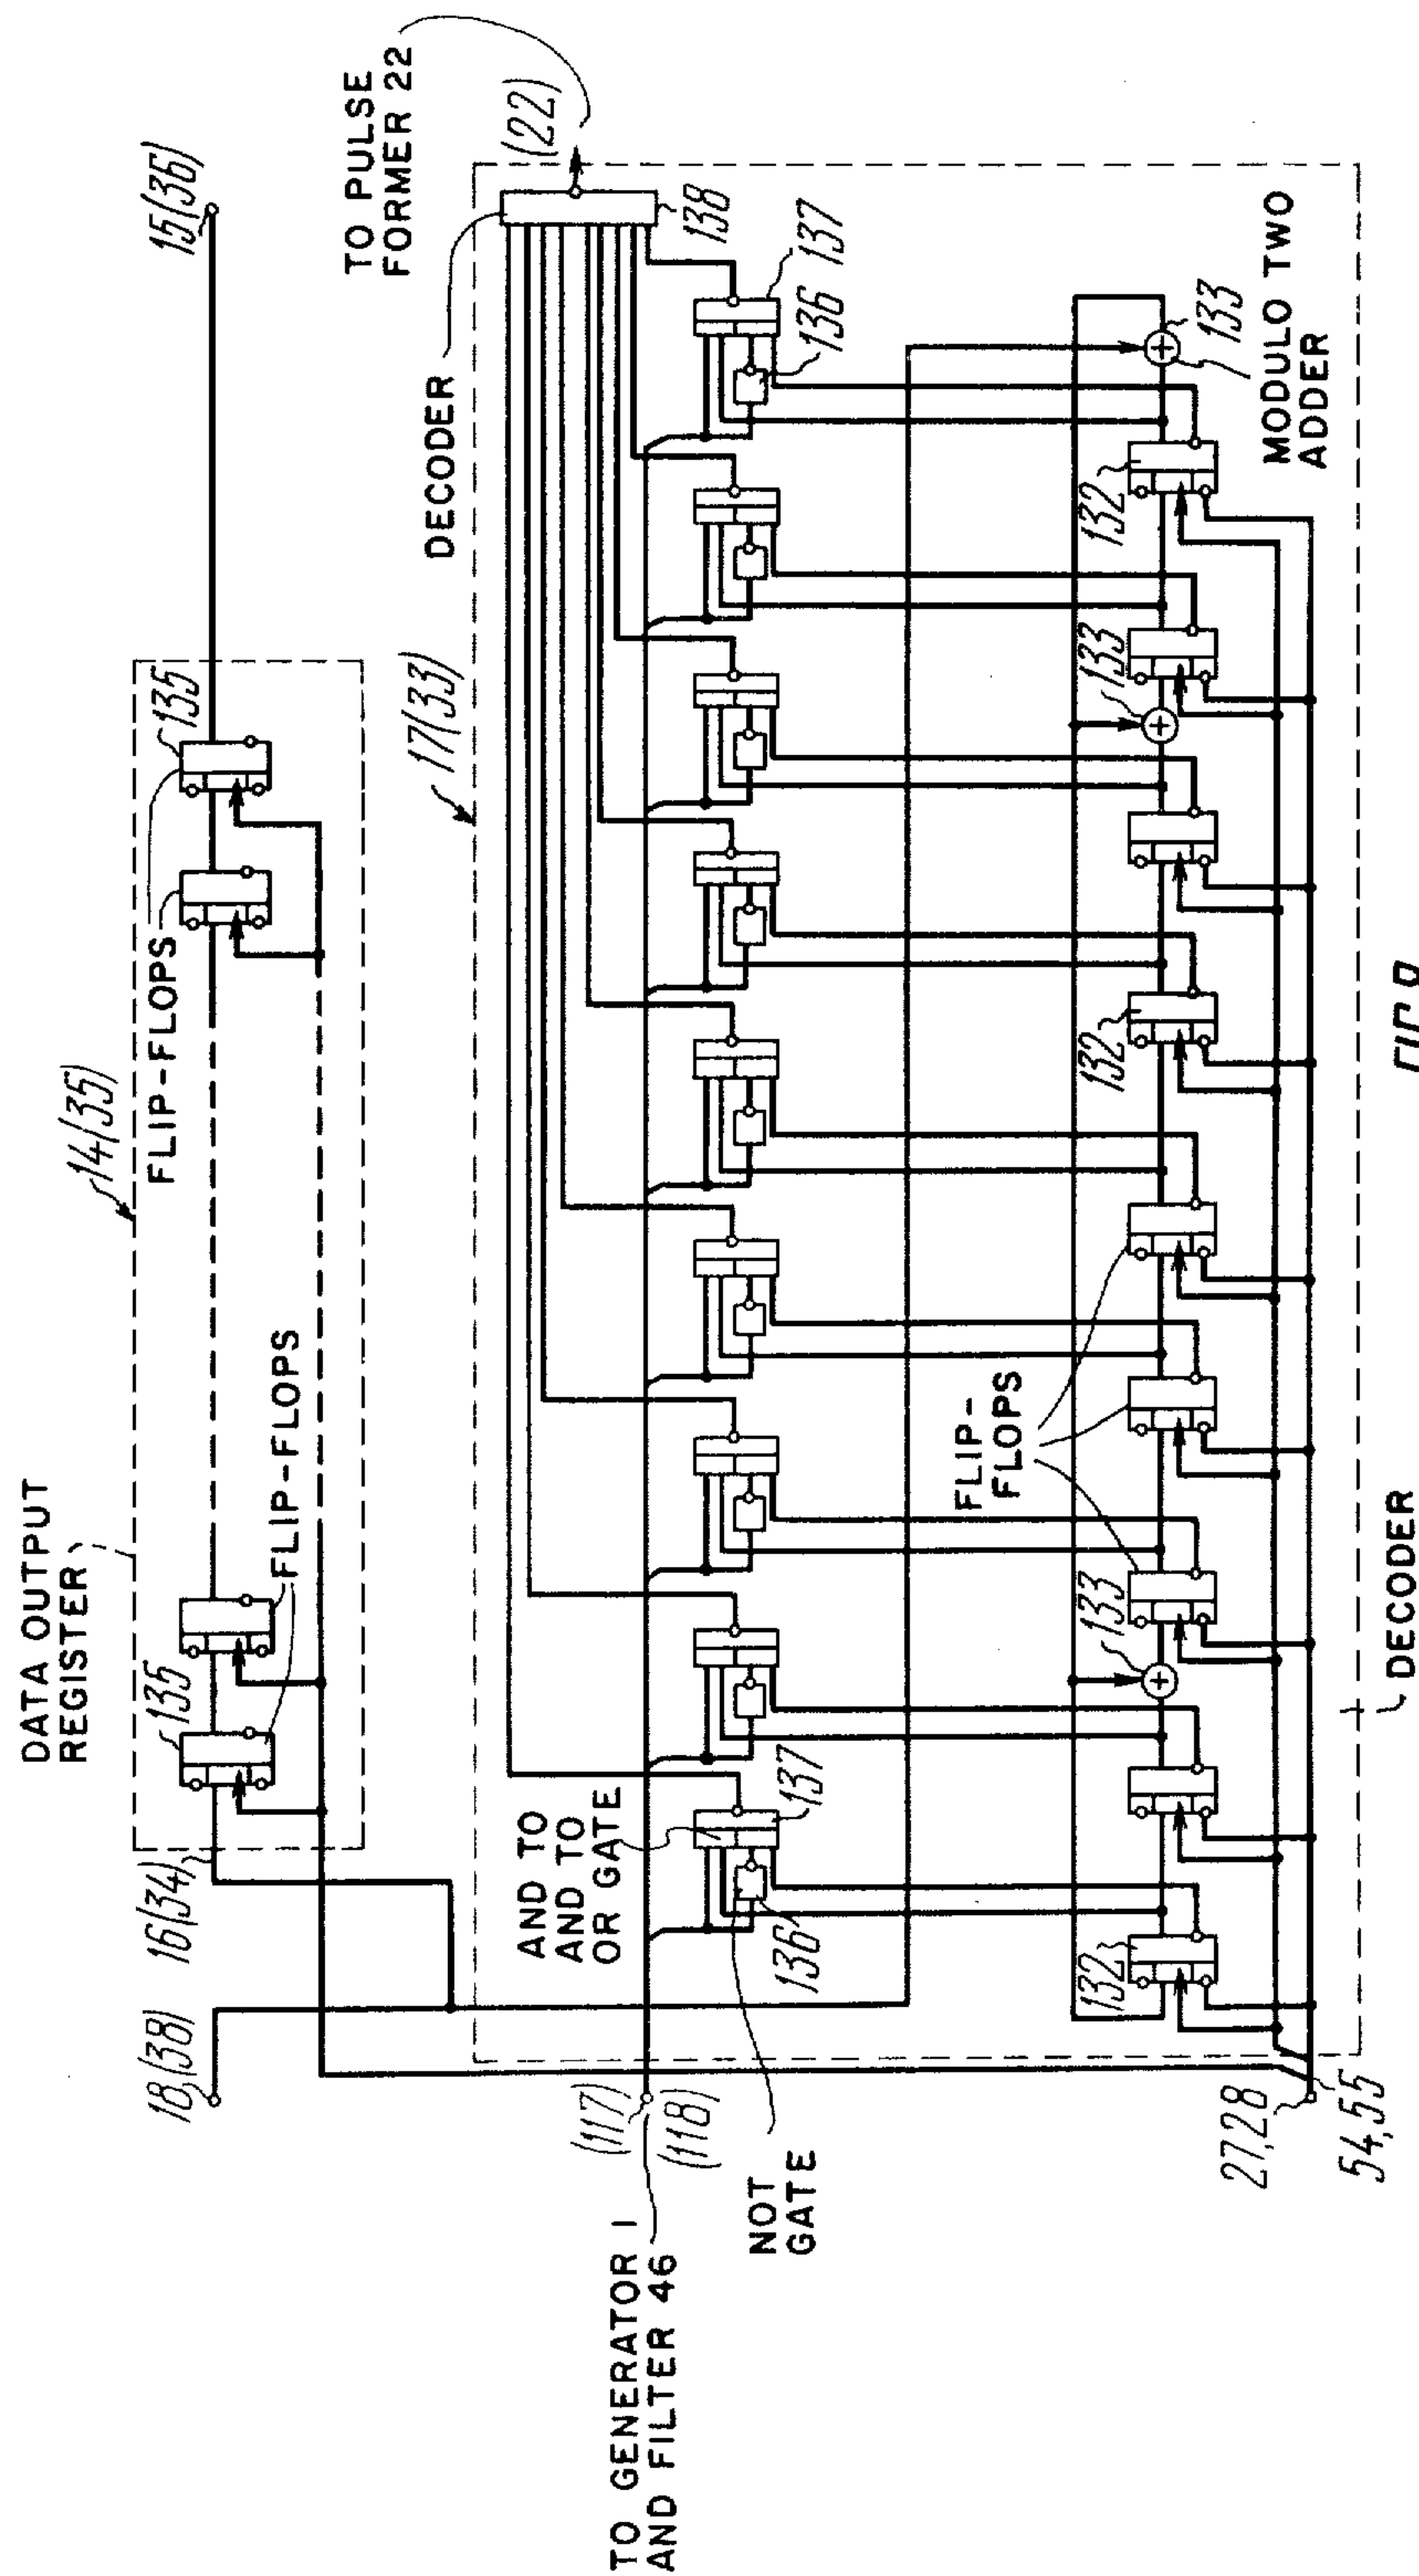 DATA OUTPUT
REGISTER
14(35)
FLIP-FLOPS
135
FLIP-FLOPS
135
16(34)
18(38)
15(36)
TO PULSE
FORMER 22
(22)
DECODER
17(33)
138
137
136
AND TO
AND TO
OR GATE
137
136
(117)
(118)
TO GENERATOR 1
AND FILTER 46
NOT
GATE
FLIP-
FLOPS
132
133
132
133
132
133
MODULO TWO
ADDER
27,28
54,55
DECODER